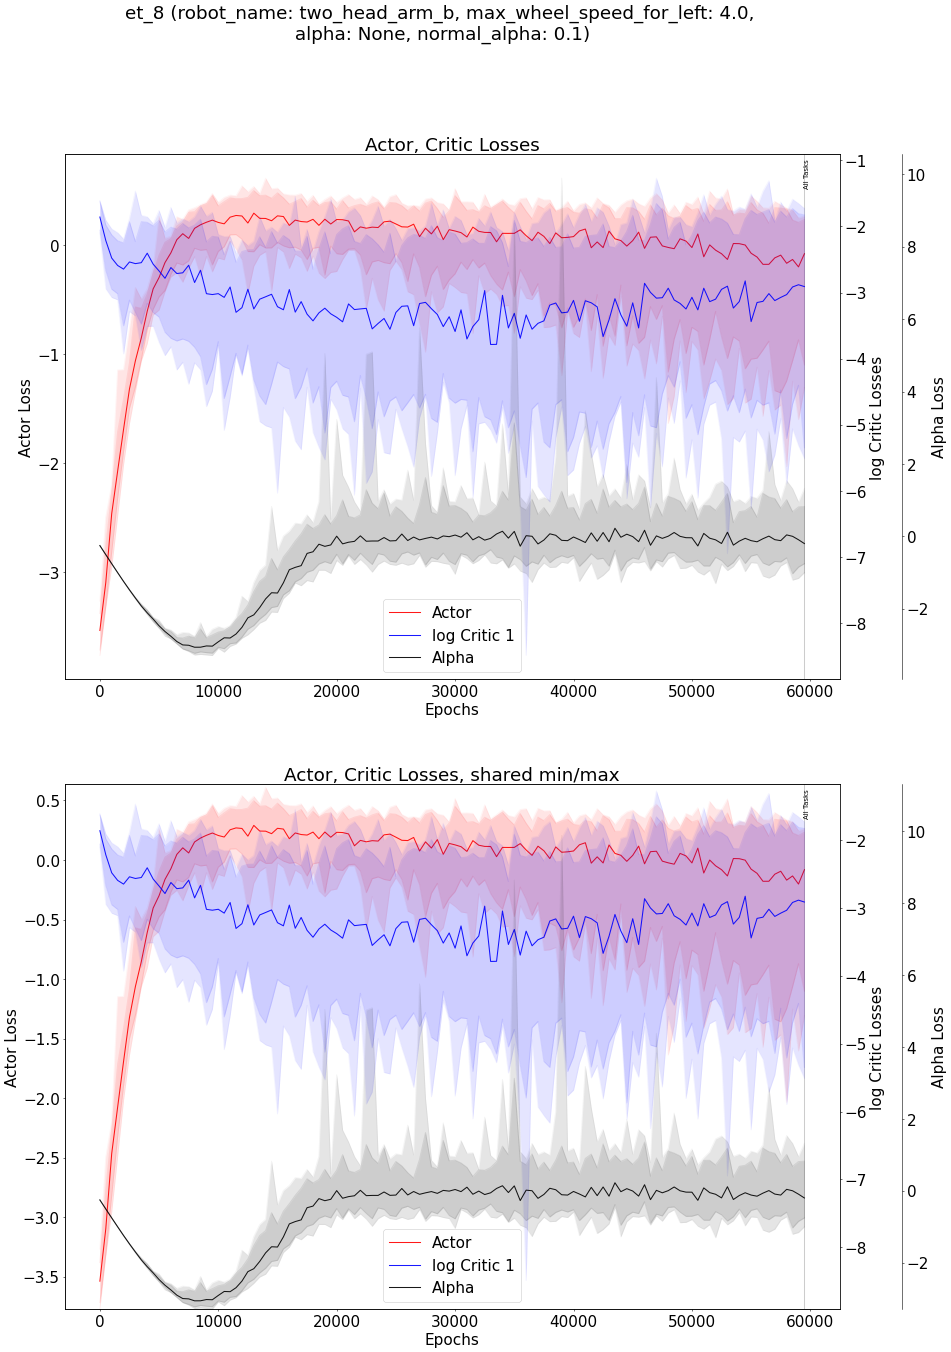 et_8 (robot_name: two_head_arm_b, max_wheel_speed_for_left: 4.0,
alpha: None, normal_alpha: 0.1)
Actor, Critic Losses
0
−1
−2
−3
Actor Loss
−1
−2
−3
−4
−5
−6
−7
−8
log Critic Losses
10
8
6
4
2
0
−2
Alpha Loss
All Tasks
Actor
log Critic 1
Alpha
0 10000 20000 30000 40000 50000 60000
Epochs
Actor, Critic Losses, shared min/max
0.5
0.0
−0.5
−1.0
−1.5
−2.0
−2.5
−3.0
−3.5
Actor Loss
−2
−3
−4
−5
−6
−7
−8
log Critic Losses
10
8
6
4
2
0
−2
Alpha Loss
All Tasks
Actor
log Critic 1
Alpha
0 10000 20000 30000 40000 50000 60000
Epochs